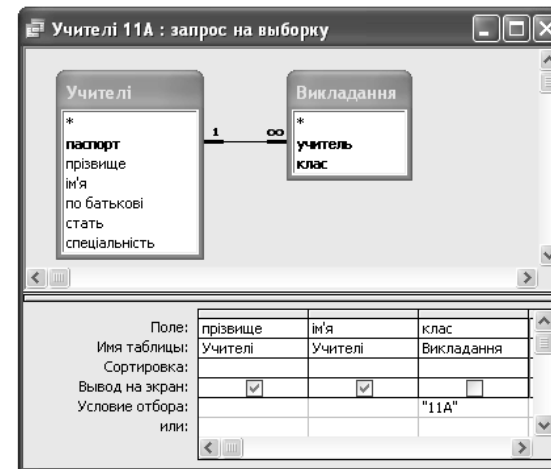 Учителі 11А : запрос на выборку
Учителі
*
паспорт
прізвище
ім'я
по батькові
стать
спеціальність
1 ∞
Викладання
*
учитель
клас
Поле: прізвище ім'я клас
Имя таблицы: Учителі Учителі Викладання
Сортировка:
Вывод на экран:
Условие отбора: "11А"
или: